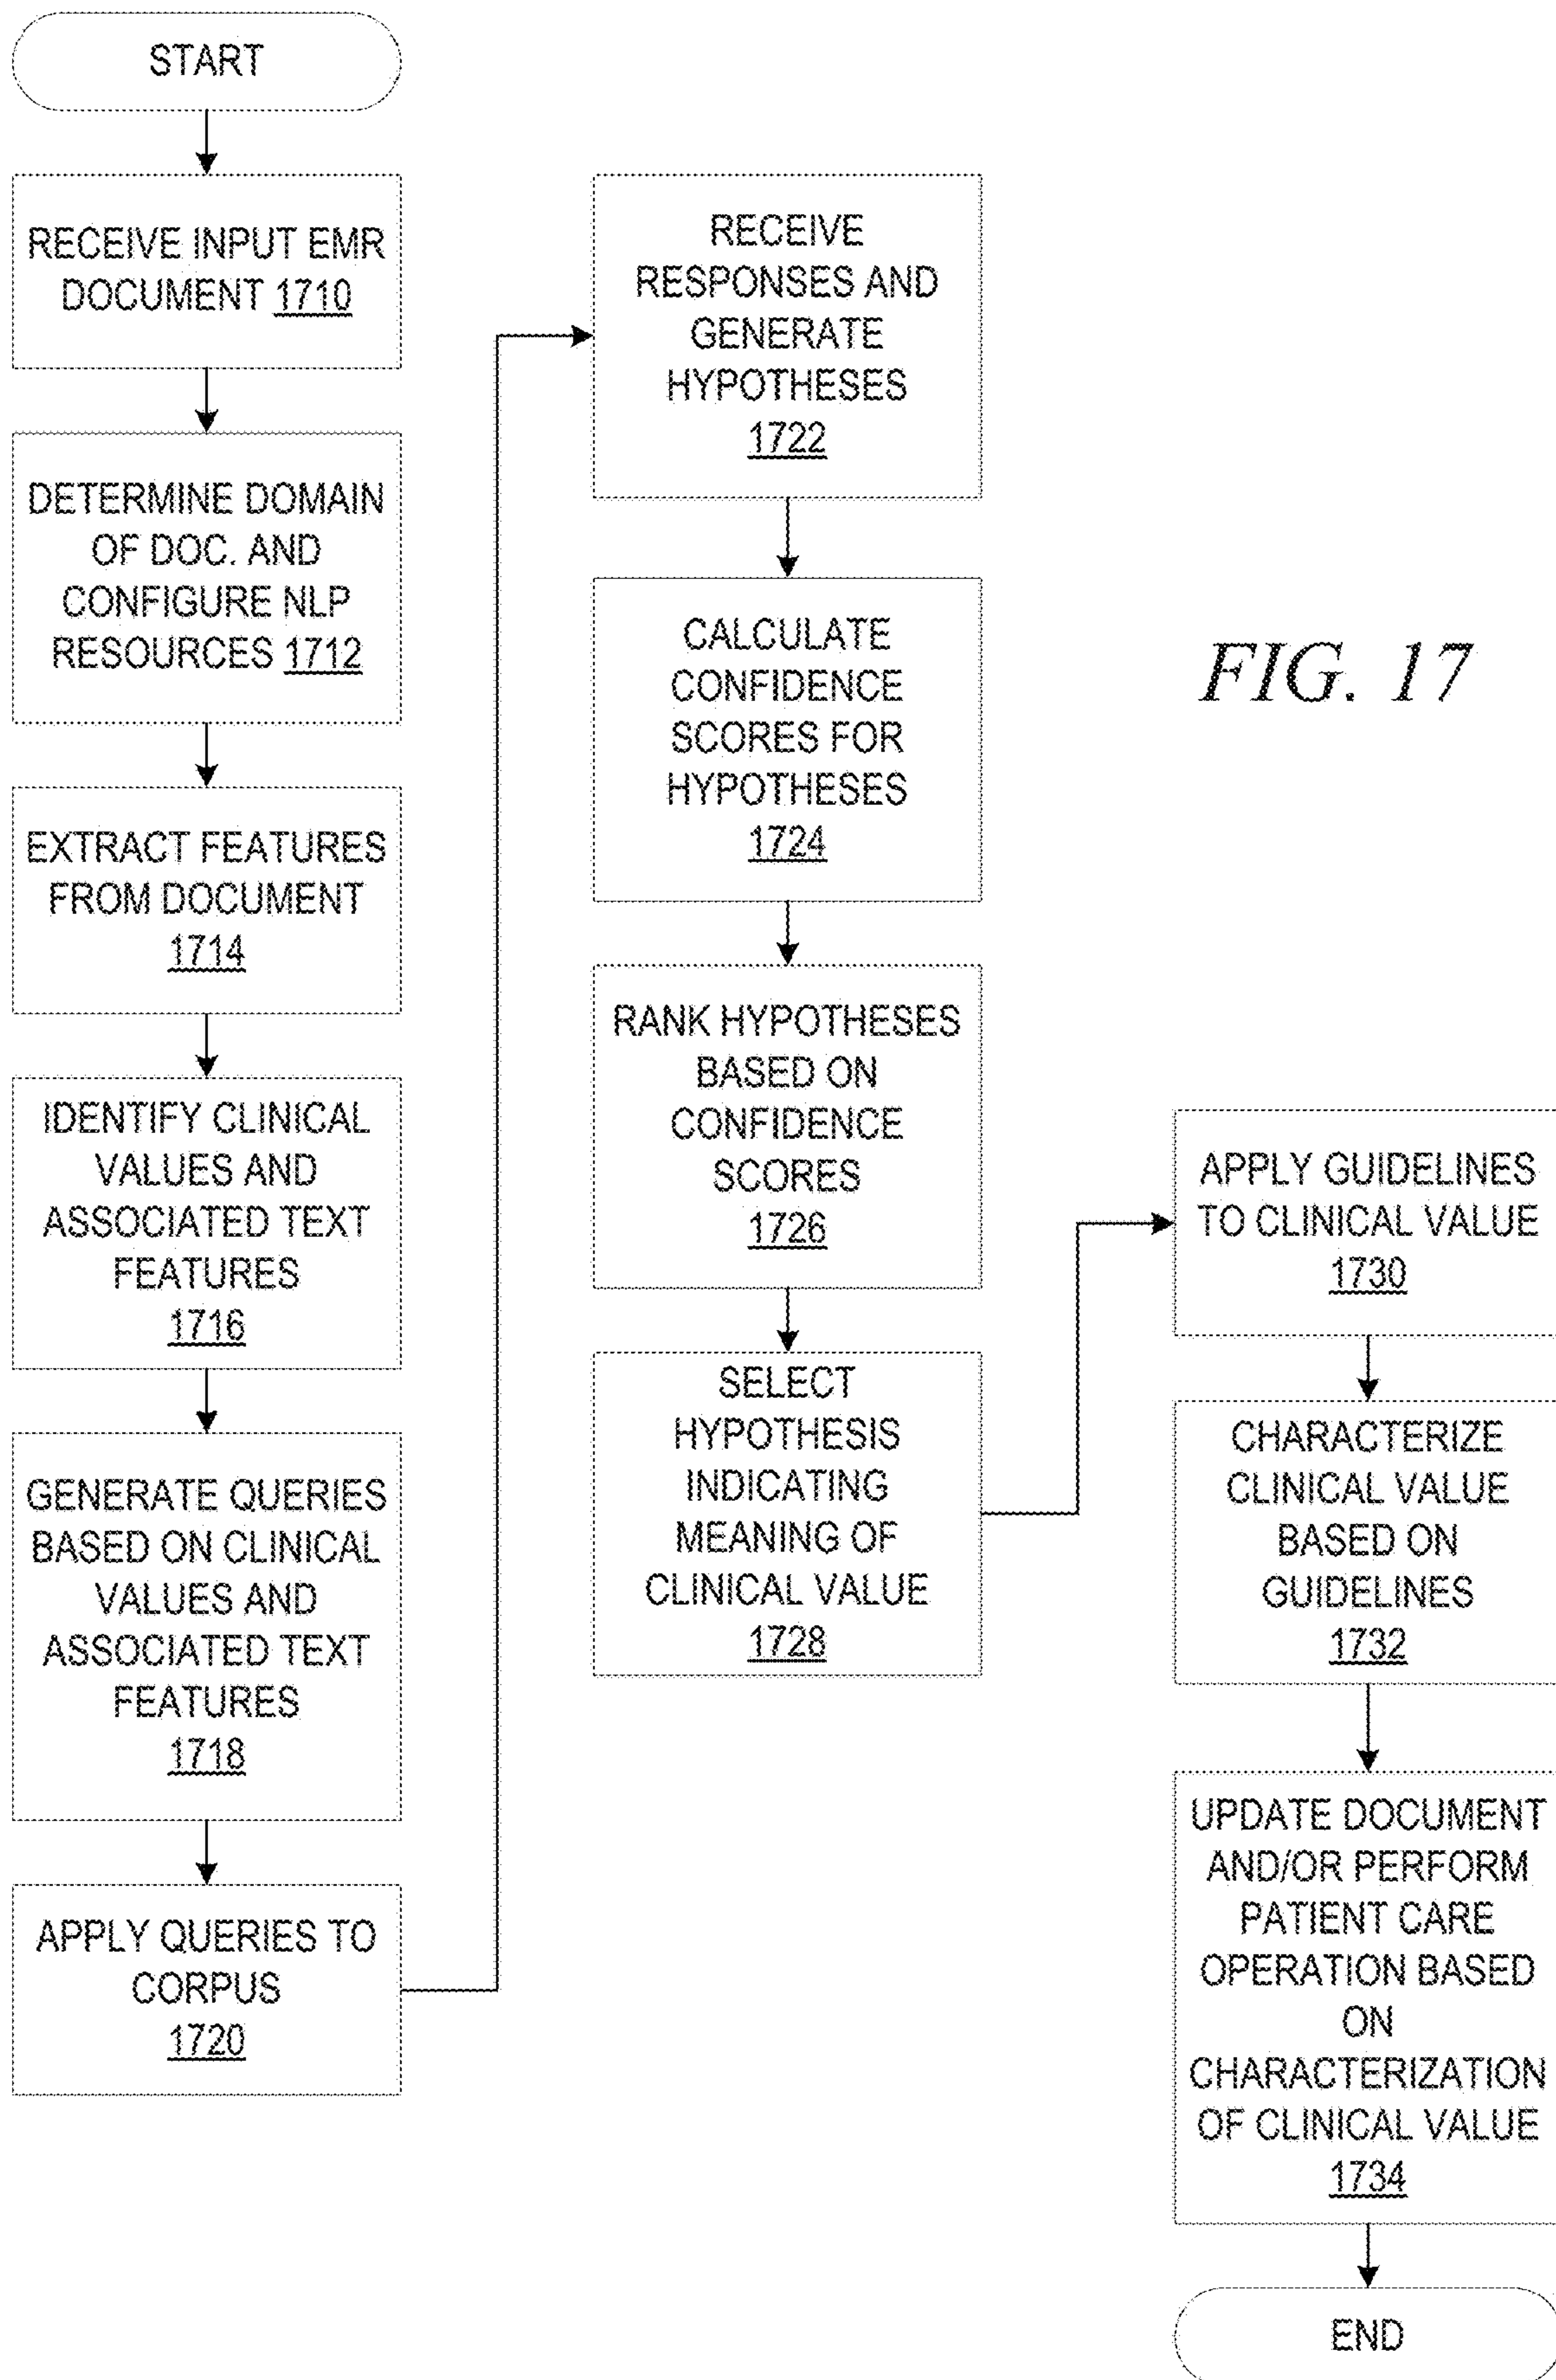 START
RECEIVE INPUT EMR
DOCUMENT 1710
DETERMINE DOMAIN
OF DOC. AND
CONFIGURE NLP
RESOURCES 1712
EXTRACT FEATURES
FROM DOCUMENT
1714
IDENTIFY CLINICAL
VALUES AND
ASSOCIATED TEXT
FEATURES
1716
GENERATE QUERIES
BASED ON CLINICAL
VALUES AND
ASSOCIATED TEXT
FEATURES
1718
APPLY QUERIES TO
CORPUS
1720
RECEIVE
RESPONSES AND
GENERATE
HYPOTHESES
1722
CALCULATE
CONFIDENCE
SCORES FOR
HYPOTHESES
1724
RANK HYPOTHESES
BASED ON
CONFIDENCE
SCORES
1726
SELECT
HYPOTHESIS
INDICATING
MEANING OF
CLINICAL VALUE
1728
FIG. 17
APPLY GUIDELINES
TO CLINICAL VALUE
1730
CHARACTERIZE
CLINICAL VALUE
BASED ON
GUIDELINES
1732
UPDATE DOCUMENT
AND/OR PERFORM
PATIENT CARE
OPERATION BASED
ON
CHARACTERIZATION
OF CLINICAL VALUE
1734
END